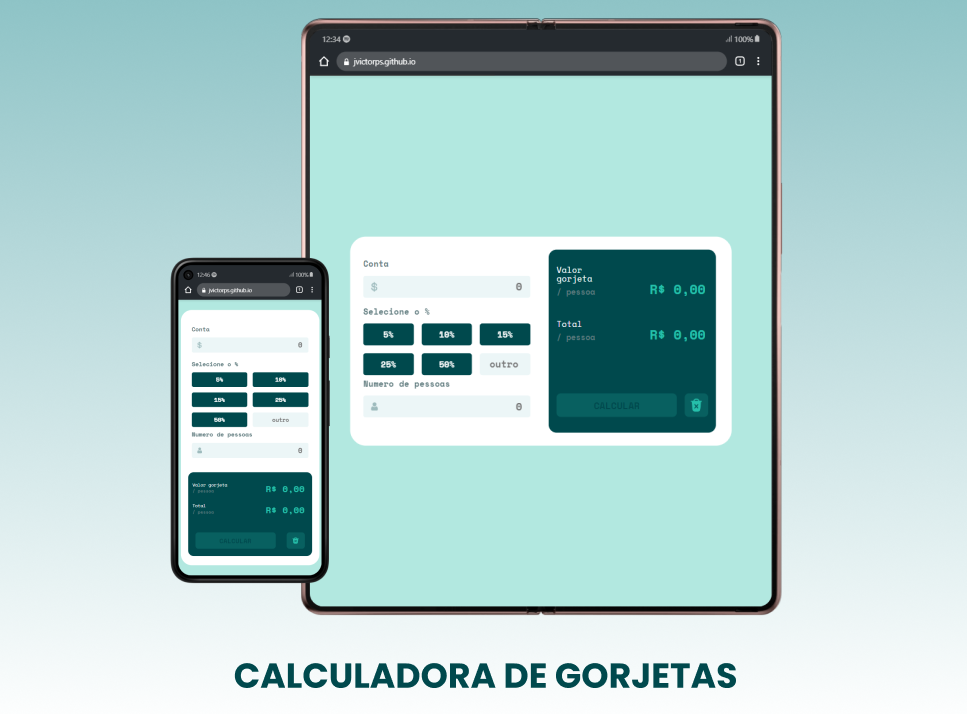 12:34
100%
jvictorps.github.io
1
Conta
$ 0
Selecione o %
5% 10% 15%
25% 50% outro
Numero de pessoas
0
Valor
gorjeta
/ pessoa R$ 0,00
Total
/ pessoa R$ 0,00
CALCULAR
12:46
100%
jvictorps.github.io
1
Conta
$ 0
Selecione o %
5% 10%
15% 25%
50% outro
Numero de pessoas
0
Valor gorjeta
/ pessoa R$ 0,00
Total
/ pessoa R$ 0,00
CALCULAR
CALCULADORA DE GORJETAS